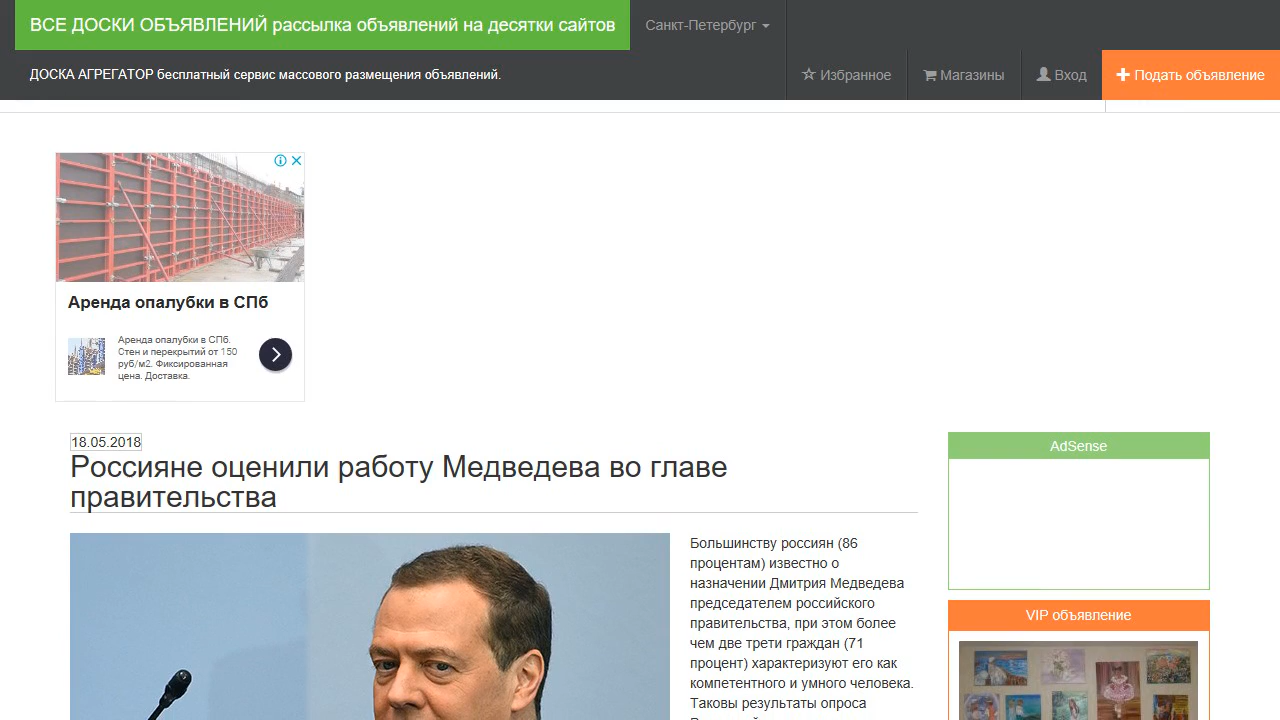 ВСЕ ДОСКИ ОБЪЯВЛЕНИЙ рассылка объявлений на десятки сайтов
Санкт-Петербург
ДОСКА АГРЕГАТОР бесплатный сервис массового размещения объявлений.
Избранное
Магазины
Вход
Подать объявление
Аренда опалубки в СПб
Аренда опалубки в СПБ.
Стен и перекрытий от 150
руб/м2. Фиксированная
цена. Доставка.
18.05.2018
Россияне оценили работу Медведева во главе
правительства
Большинству россиян (86
процентам) известно о
назначении Дмитрия Медведева
председателем российского
правительства, при этом более
чем две трети граждан (71
процент) характеризуют его как
компетентного и умного человека.
Таковы результаты опроса
AdSense
VIP объявление